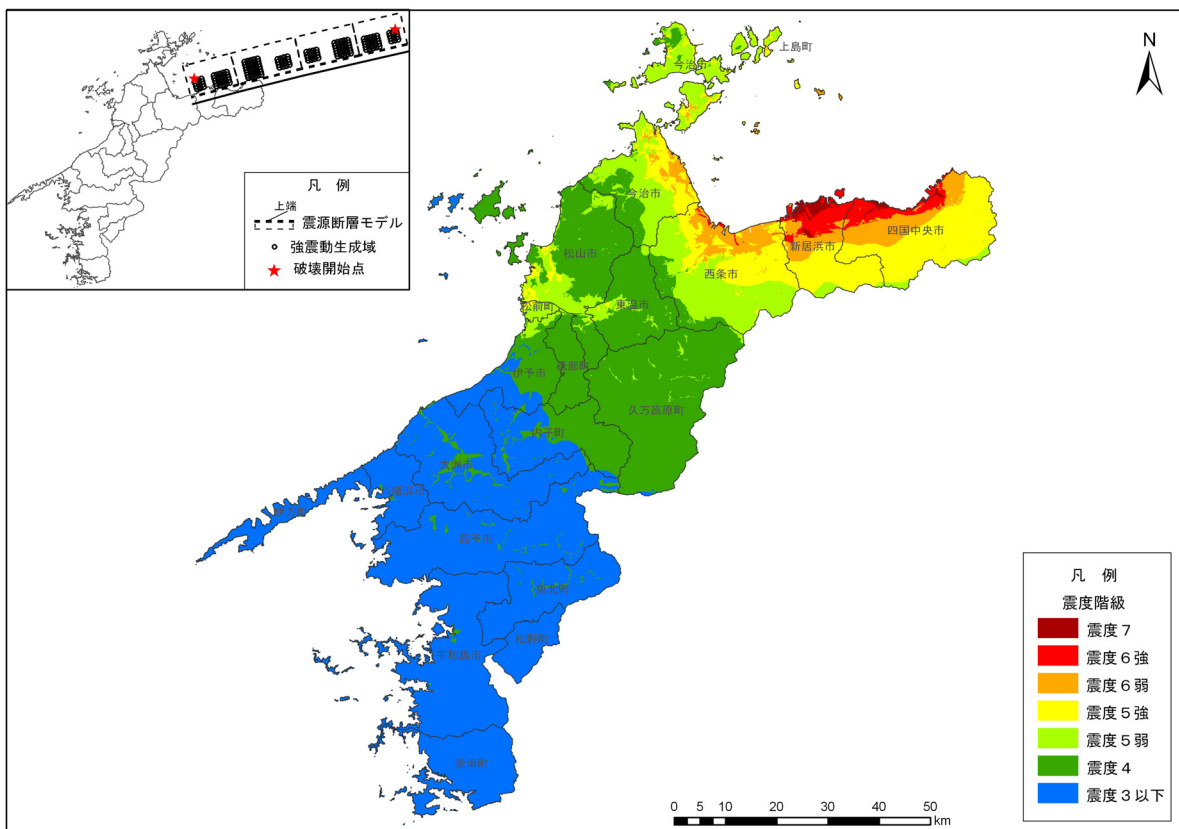 凡 例
上端
震源断層モデル
強震動生成域
破壊開始点
N
上島町
今治市
今治市
四国中央市
新居浜市
松山市
西条市
東温市
松前町
砥部町
伊予市
久万高原町
内子町
大洲市
八幡浜市
伊方町
西予市
鬼北町
松野町
宇和島市
愛南町
凡 例
震度階級
震度7
震度6強
震度6弱
震度5強
震度5弱
震度4
震度3以下
0 5 10 20 30 40 50
km